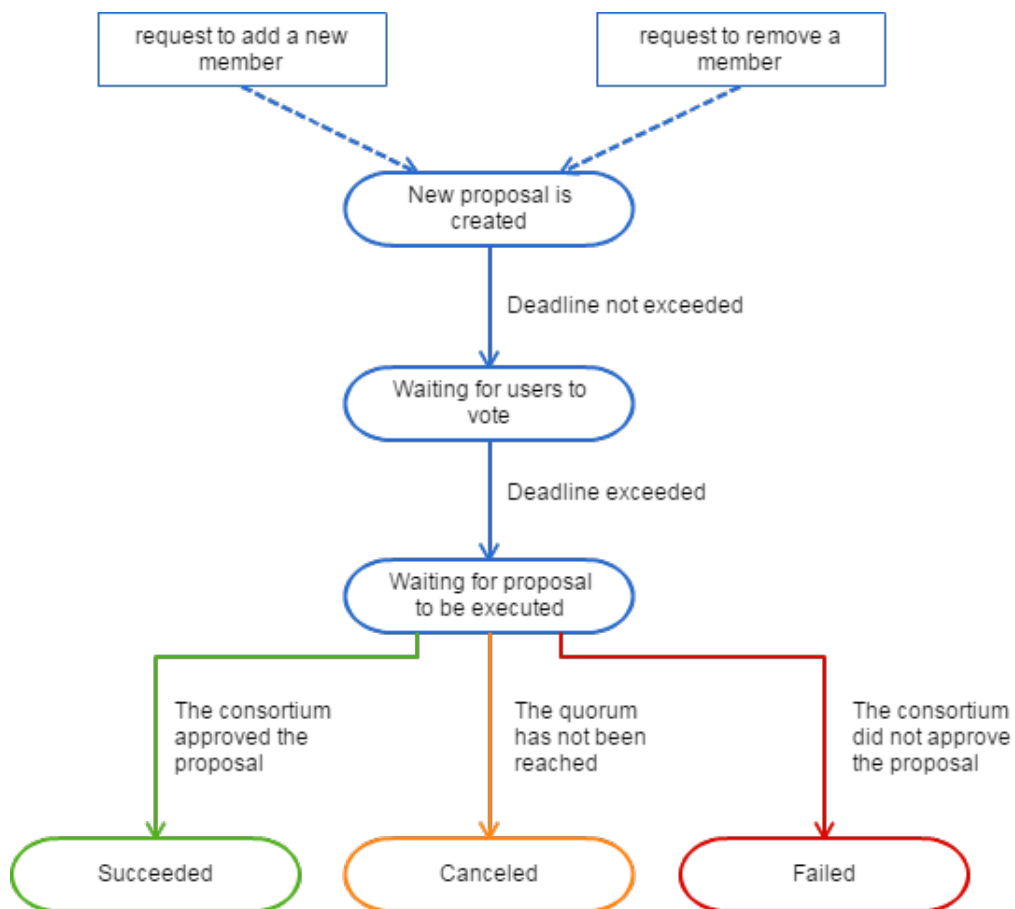 request to add a new
member
request to remove a
member
New proposal is
created
Deadline not exceeded
Waiting for users to
vote
Deadline exceeded
Waiting for proposal
to be executed
The consortium
approved the
proposal
The quorum
has not been
reached
The consortium
did not approve
the proposal
Succeeded
Canceled
Failed